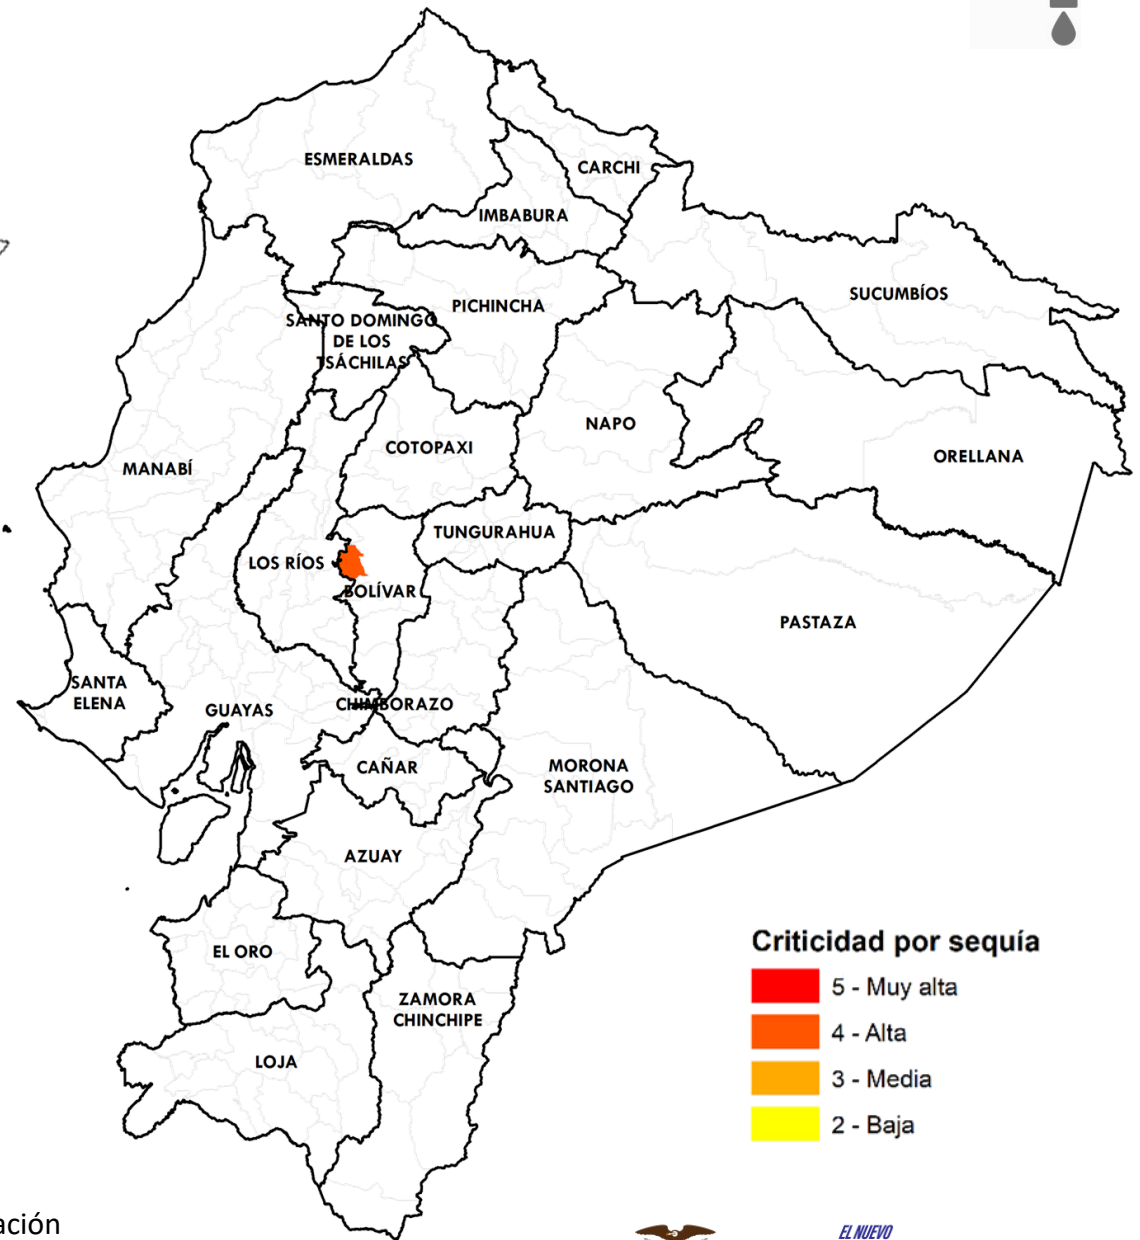 ESMERALDAS
CARCHI
IMBABURA
SUCUMBÍOS
PICHINCHA
SANTO DOMINGO
DE LOS
TSÁCHILAS
NAPO
COTOPAXI
ORELLANA
MANABÍ
TUNGURAHUA
LOS RÍOS
BOLÍVAR
PASTAZA
SANTA
ELENA
GUAYAS
CHIMBORAZO
CAÑAR
MORONA
SANTIAGO
AZUAY
EL ORO
ZAMORA
CHINCHIPE
LOJA
Criticidad por sequía
5 - Muy alta
4 - Alta
3 - Media
2 - Baja
ación
EL NUEVO